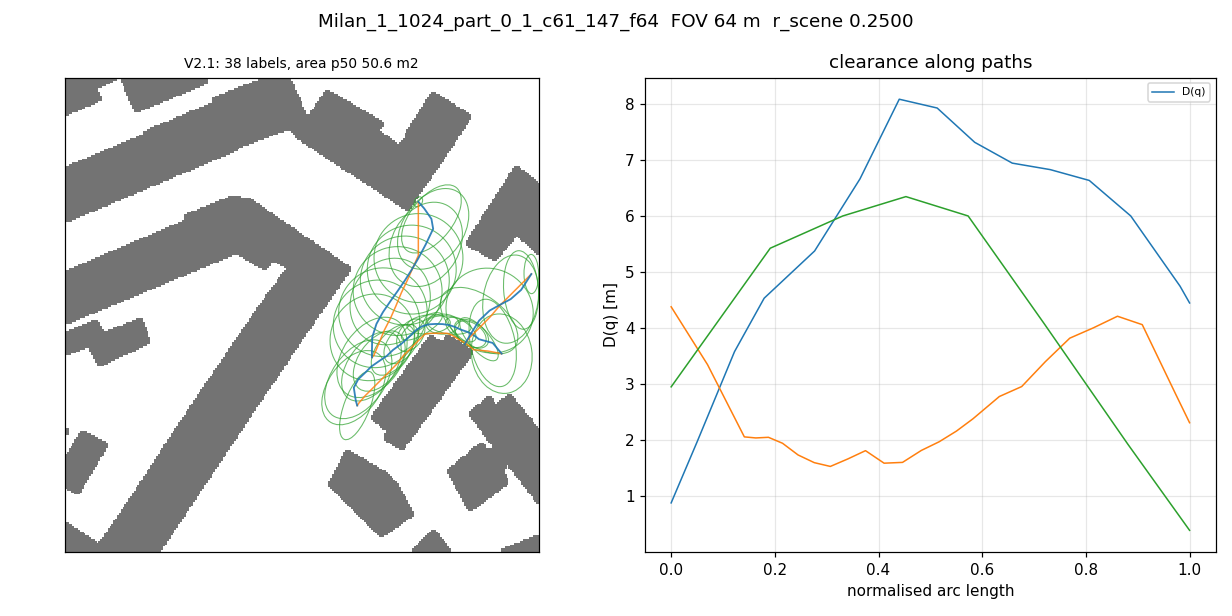 Milan_1_1024_part_0_1_c61_147_f64  FOV 64 m  r_scene 0.2500
V2.1: 38 labels, area p50 50.6 m2
clearance along paths
D(q)
D(q) [m]
8
7
6
5
4
3
2
1
0.0 0.2 0.4 0.6 0.8 1.0
normalised arc length